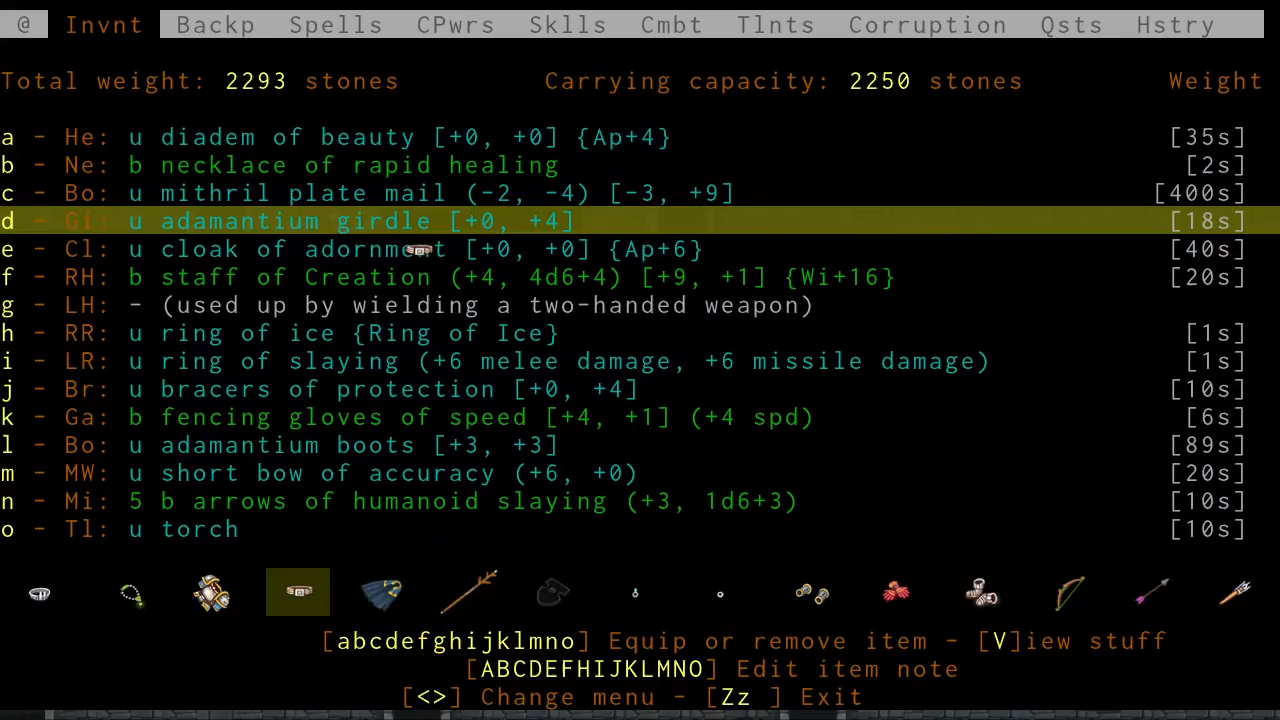 @ Invnt Backp Spells CPwrs Sklls Cmbt Tlnts Corruption Qsts Hstry
Total weight: 2293 stones Carrying capacity: 2250 stones Weight
a - He: u diadem of beauty [+0, +0] {Ap+4} [35s]
b - Ne: b necklace of rapid healing [2s]
c - Bo: u mithril plate mail (-2, -4) [-3, +9] [400s]
d - Gi: u adamantium girdle [+0, +4] [18s]
e - Cl: u cloak of adornment [+0, +0] {Ap+6} [40s]
f - RH: b staff of Creation (+4, 4d6+4) [+9, +1] {Wi+16} [20s]
g - LH: - (used up by wielding a two-handed weapon)
h - RR: u ring of ice {Ring of Ice} [1s]
i - LR: u ring of slaying (+6 melee damage, +6 missile damage) [1s]
j - Br: u bracers of protection [+0, +4] [10s]
k - Ga: b fencing gloves of speed [+4, +1] (+4 spd) [6s]
l - Bo: u adamantium boots [+3, +3] [89s]
m - MW: u short bow of accuracy (+6, +0) [20s]
n - Mi: 5 b arrows of humanoid slaying (+3, 1d6+3) [10s]
o - Tl: u torch [10s]
[abcdefghijklmno] Equip or remove item - [V]iew stuff
[ABCDEFHIJKLMNO] Edit item note
[<>] Change menu - [Zz ] Exit